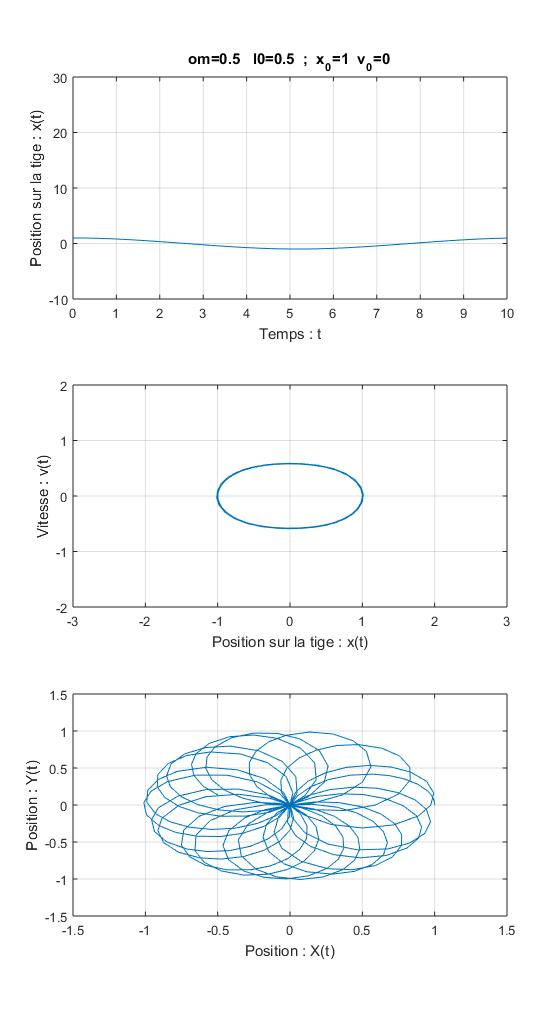 om=0.5 l0=0.5 ; x0=1 v0=0
30
20
10
0
-10
Position sur la tige : x(t)
0 1 2 3 4 5 6 7 8 9 10
Temps : t
2
1
0
-1
-2
Vitesse : v(t)
-3 -2 -1 0 1 2 3
Position sur la tige : x(t)
1.5
1
0.5
0
-0.5
-1
-1.5
Position : Y(t)
-1.5 -1 -0.5 0 0.5 1 1.5
Position : X(t)